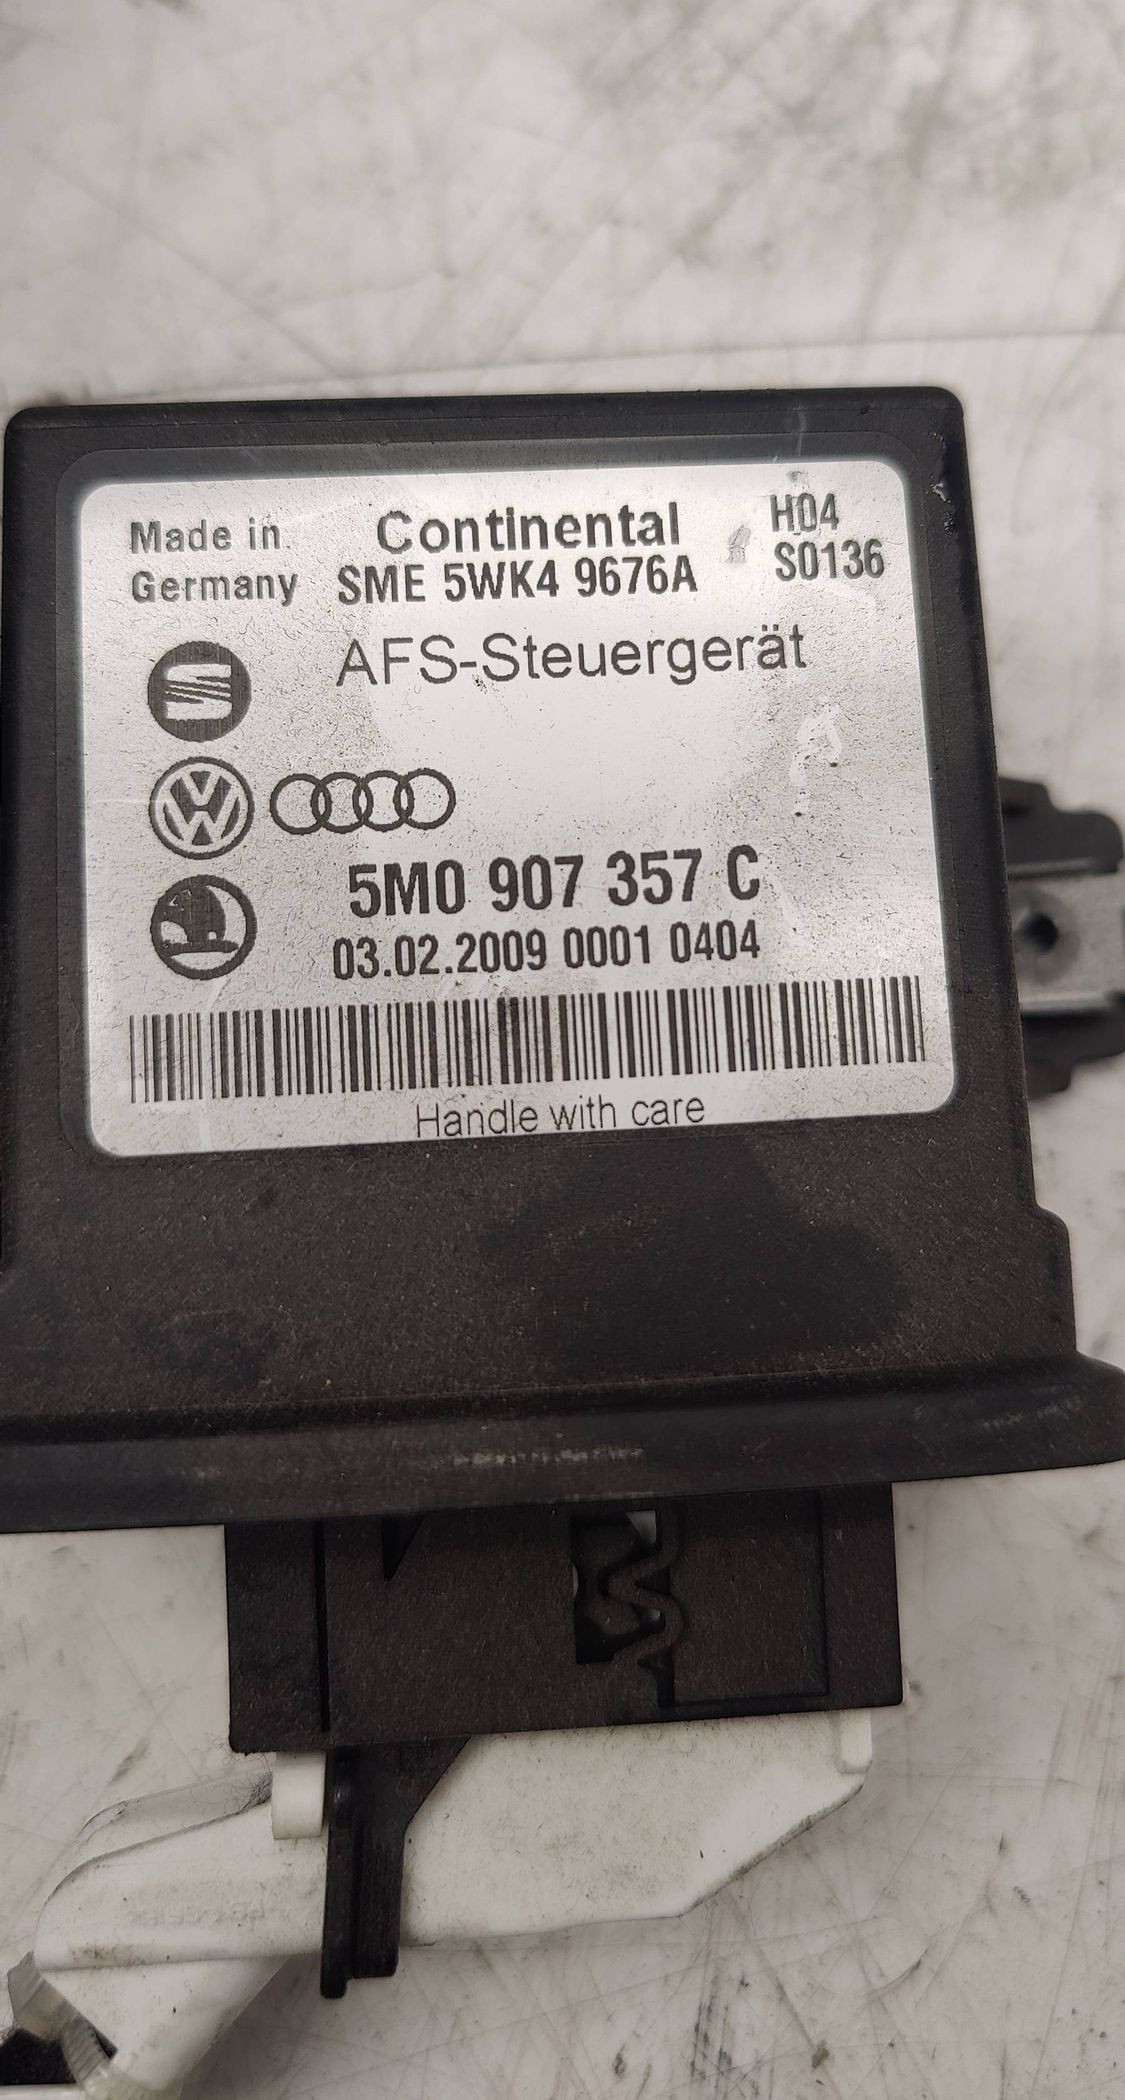 Made in Continental H04
Germany SME 5WK4 9676A S0136
AFS-Steuergerät
5M0 907 357 C
03.02.2009 0001 0404
Handle with care